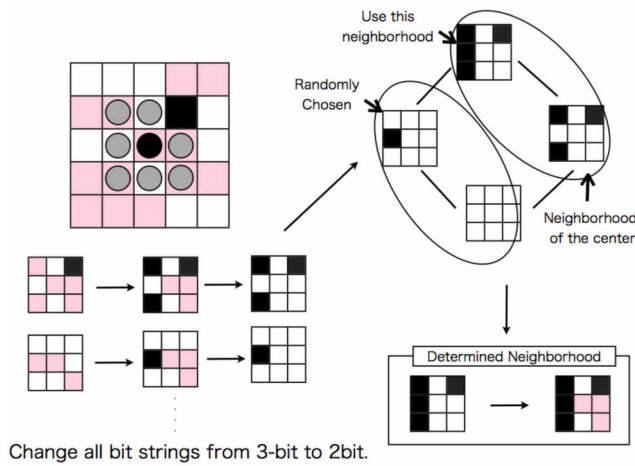 Use this
neighborhood
Randomly
Chosen
Neighborhood
of the center
Determined Neighborhood
Change all bit strings from 3-bit to 2bit.